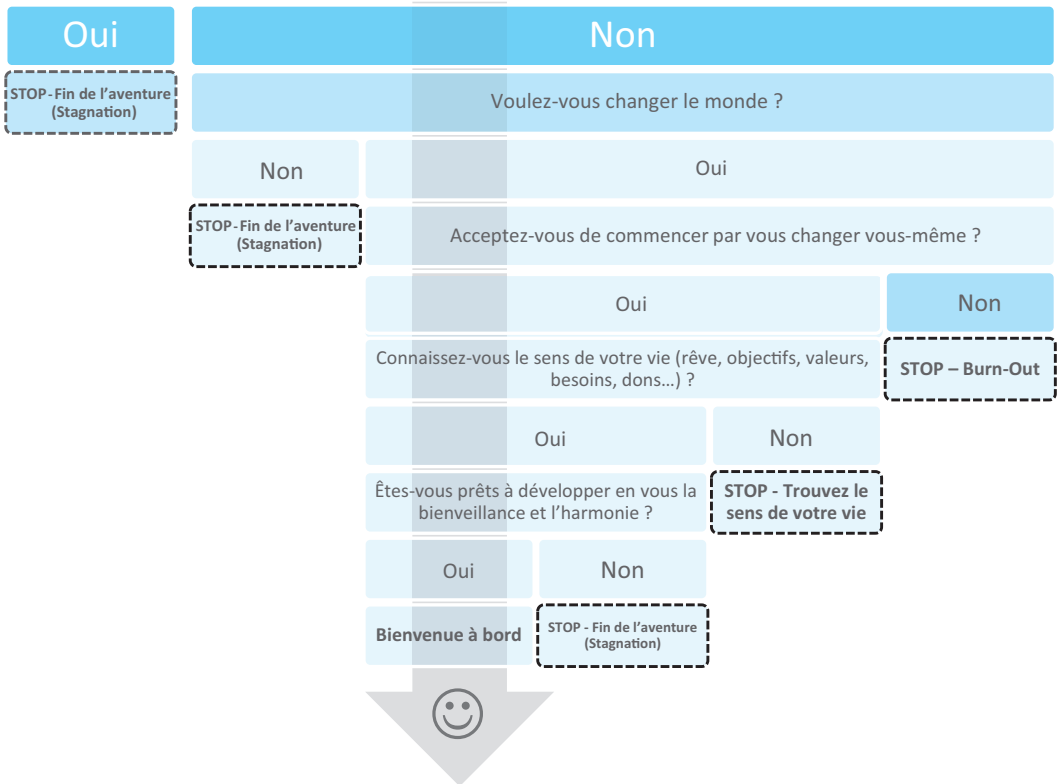 Oui
Non
STOP-Fin de l'aventure
(Stagnation)
Voulez-vous changer le monde ?
Non
Oui
STOP-Fin de l'aventure
(Stagnation)
Acceptez-vous de commencer par vous changer vous-même ?
Oui
Non
Connaissez-vous le sens de votre vie (rêve, objectifs, valeurs,
besoins, dons...) ?
STOP – Burn-Out
Oui
Non
Êtes-vous prêts à développer en vous la
bienveillance et l'harmonie ?
STOP - Trouvez le
sens de votre vie
Oui
Non
Bienvenue à bord
STOP - Fin de l'aventure
(Stagnation)